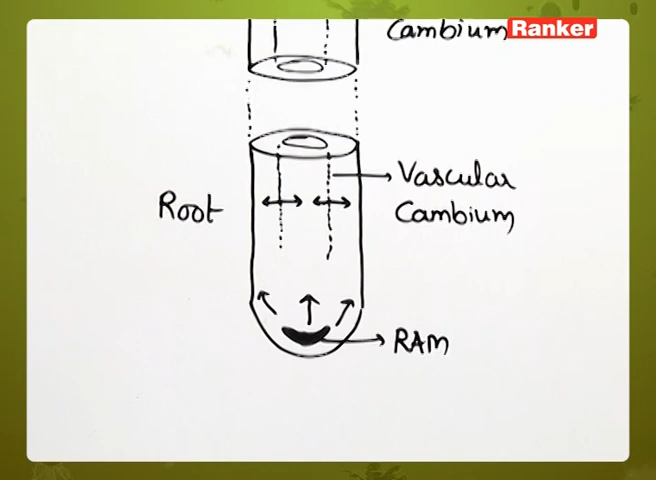 Cambium
Ranker
Vascular
Root
Cambium
RAM